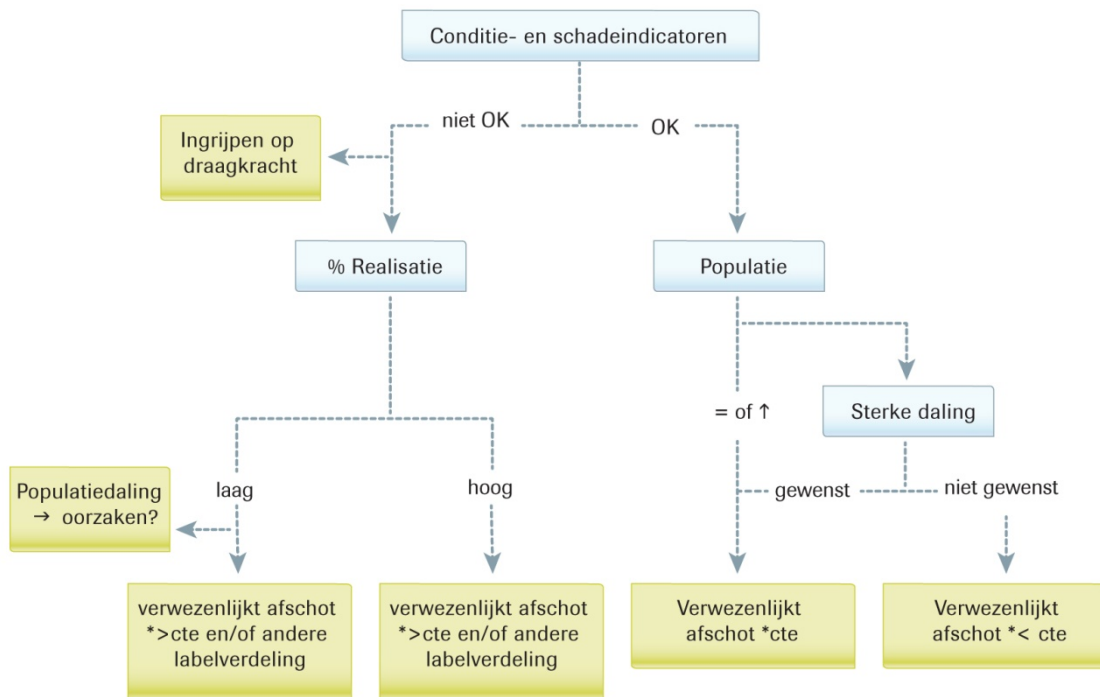 Conditie- en schadeindicatoren
niet OK
OK
Ingrijpen op
draagkracht
% Realisatie
Populatie
= of ↑
Sterke daling
Populatiedaling
→ oorzaken?
laag
hoog
gewenst
niet gewenst
verwezenlijkt afschot
*>cte en/of andere
labelverdeling
verwezenlijkt afschot
*>cte en/of andere
labelverdeling
Verwezenlijkt
afschot *cte
Verwezenlijkt
afschot *< cte